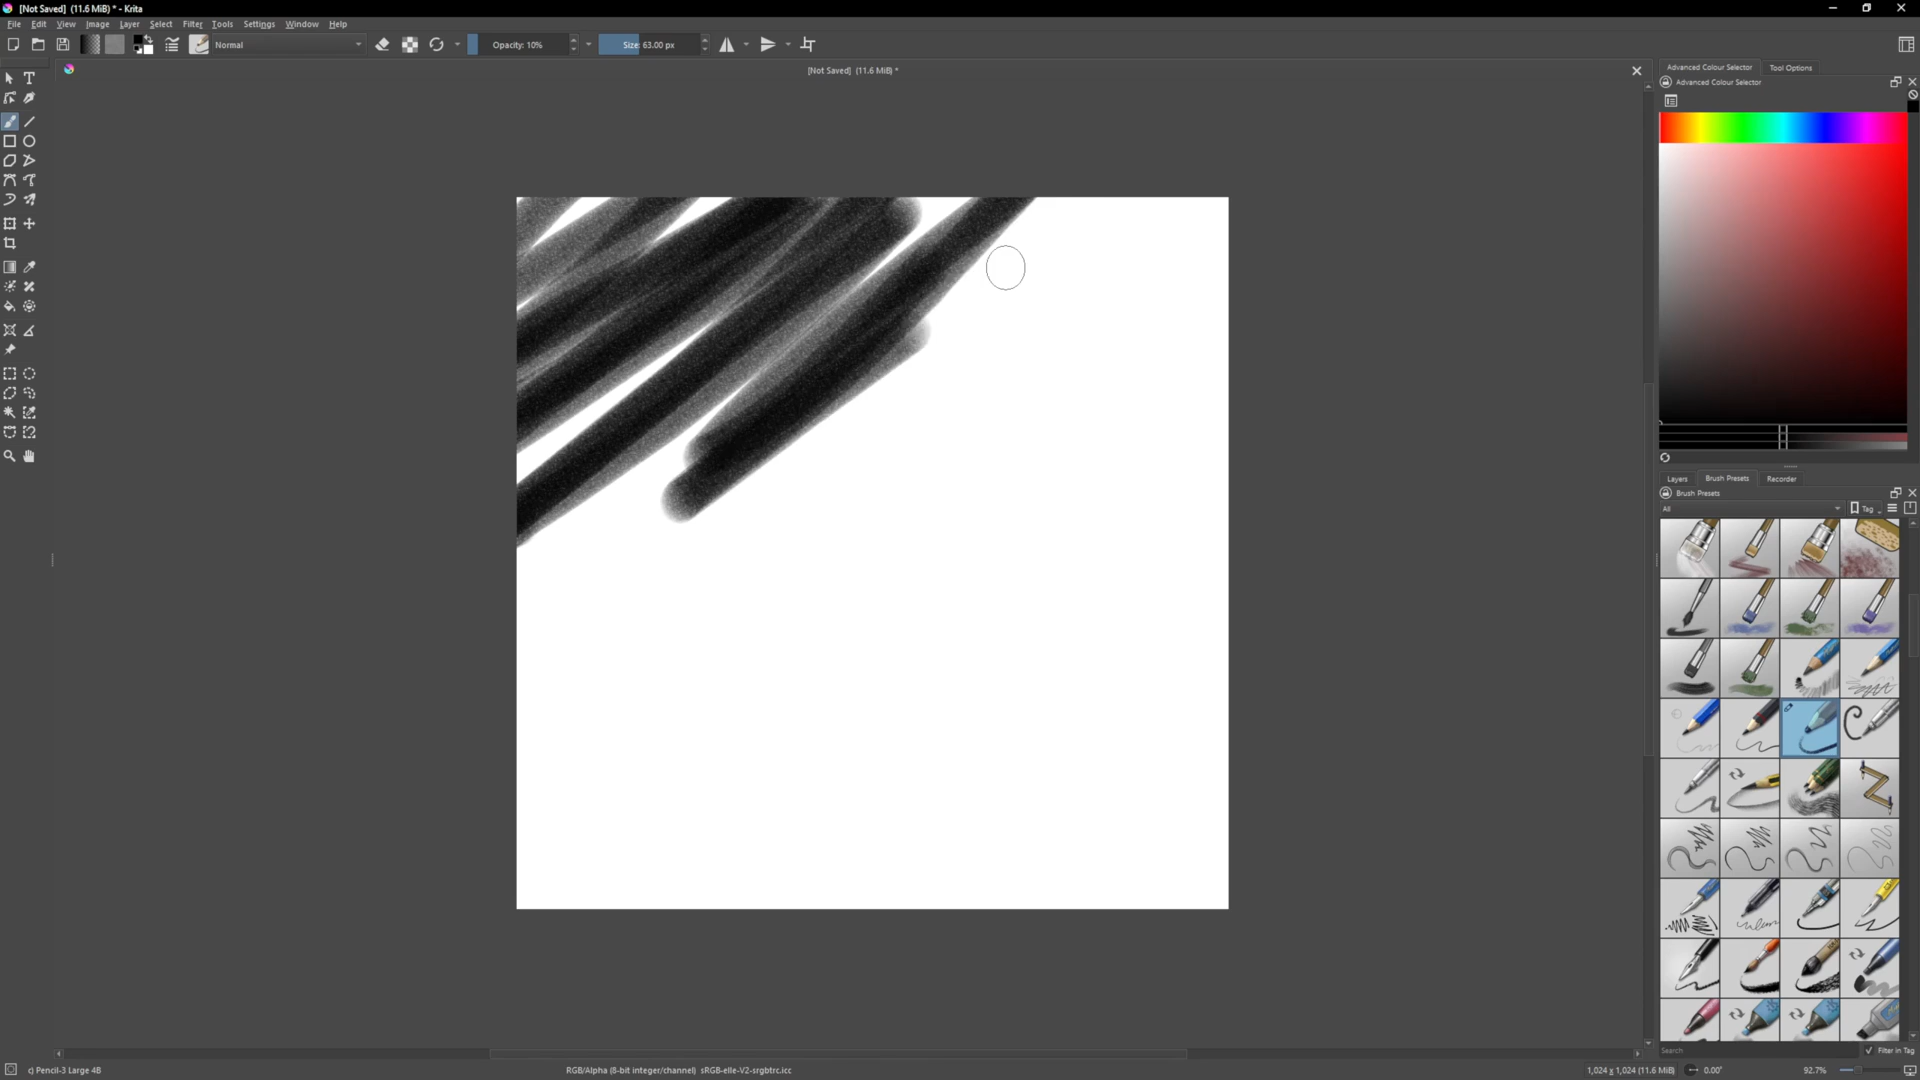 [Not Saved] (11.6 MiB) * - Krita
File Edit View Image Layer Select Filter Tools Settings Window Help
Normal
Opacity: 10%
Size: 63.00 px
[Not Saved] (11.6 MiB) *
Advanced Colour Selector
Tool Options
Advanced Colour Selector
Layers
Brush Presets
Recorder
Brush Presets
All
Tag
Search
Filter in Tag
c) Pencil-3 Large 4B
RGB/Alpha (8-bit integer/channel) sRGB-elle-V2-srgbtrc.icc
1,024 x 1,024 (11.6 MiB)
0.00°
92.7%